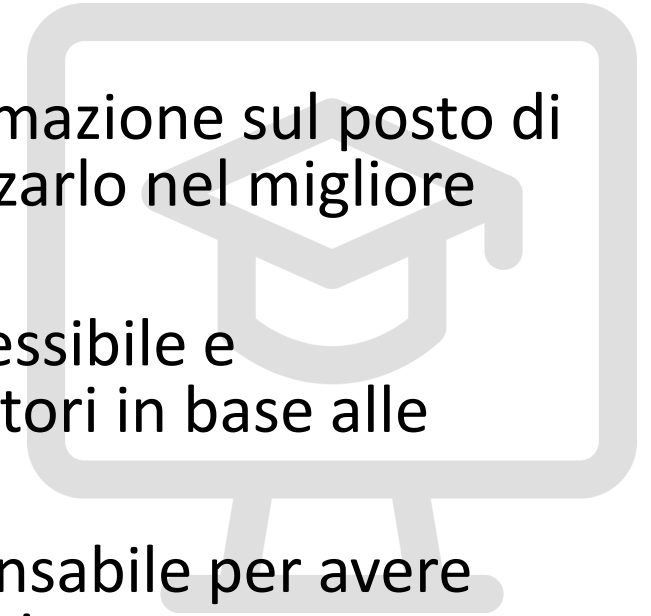 mazione sul posto di
zarlo nel migliore
essibile e
tori in base alle
nsabile per avere